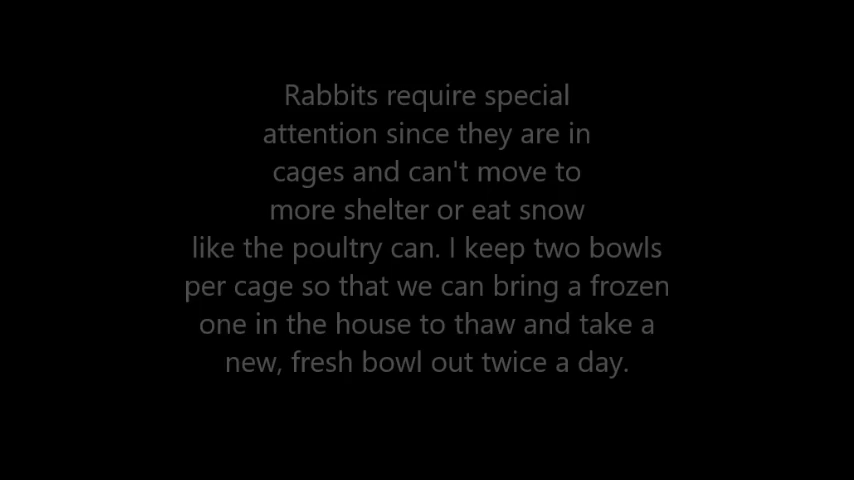 Rabbits require special
attention since they are in
cages and can't move to
more shelter or eat snow
like the poultry can. I keep two bowls
per cage so that we can bring a frozen
one in the house to thaw and take a
new, fresh bowl out twice a day.